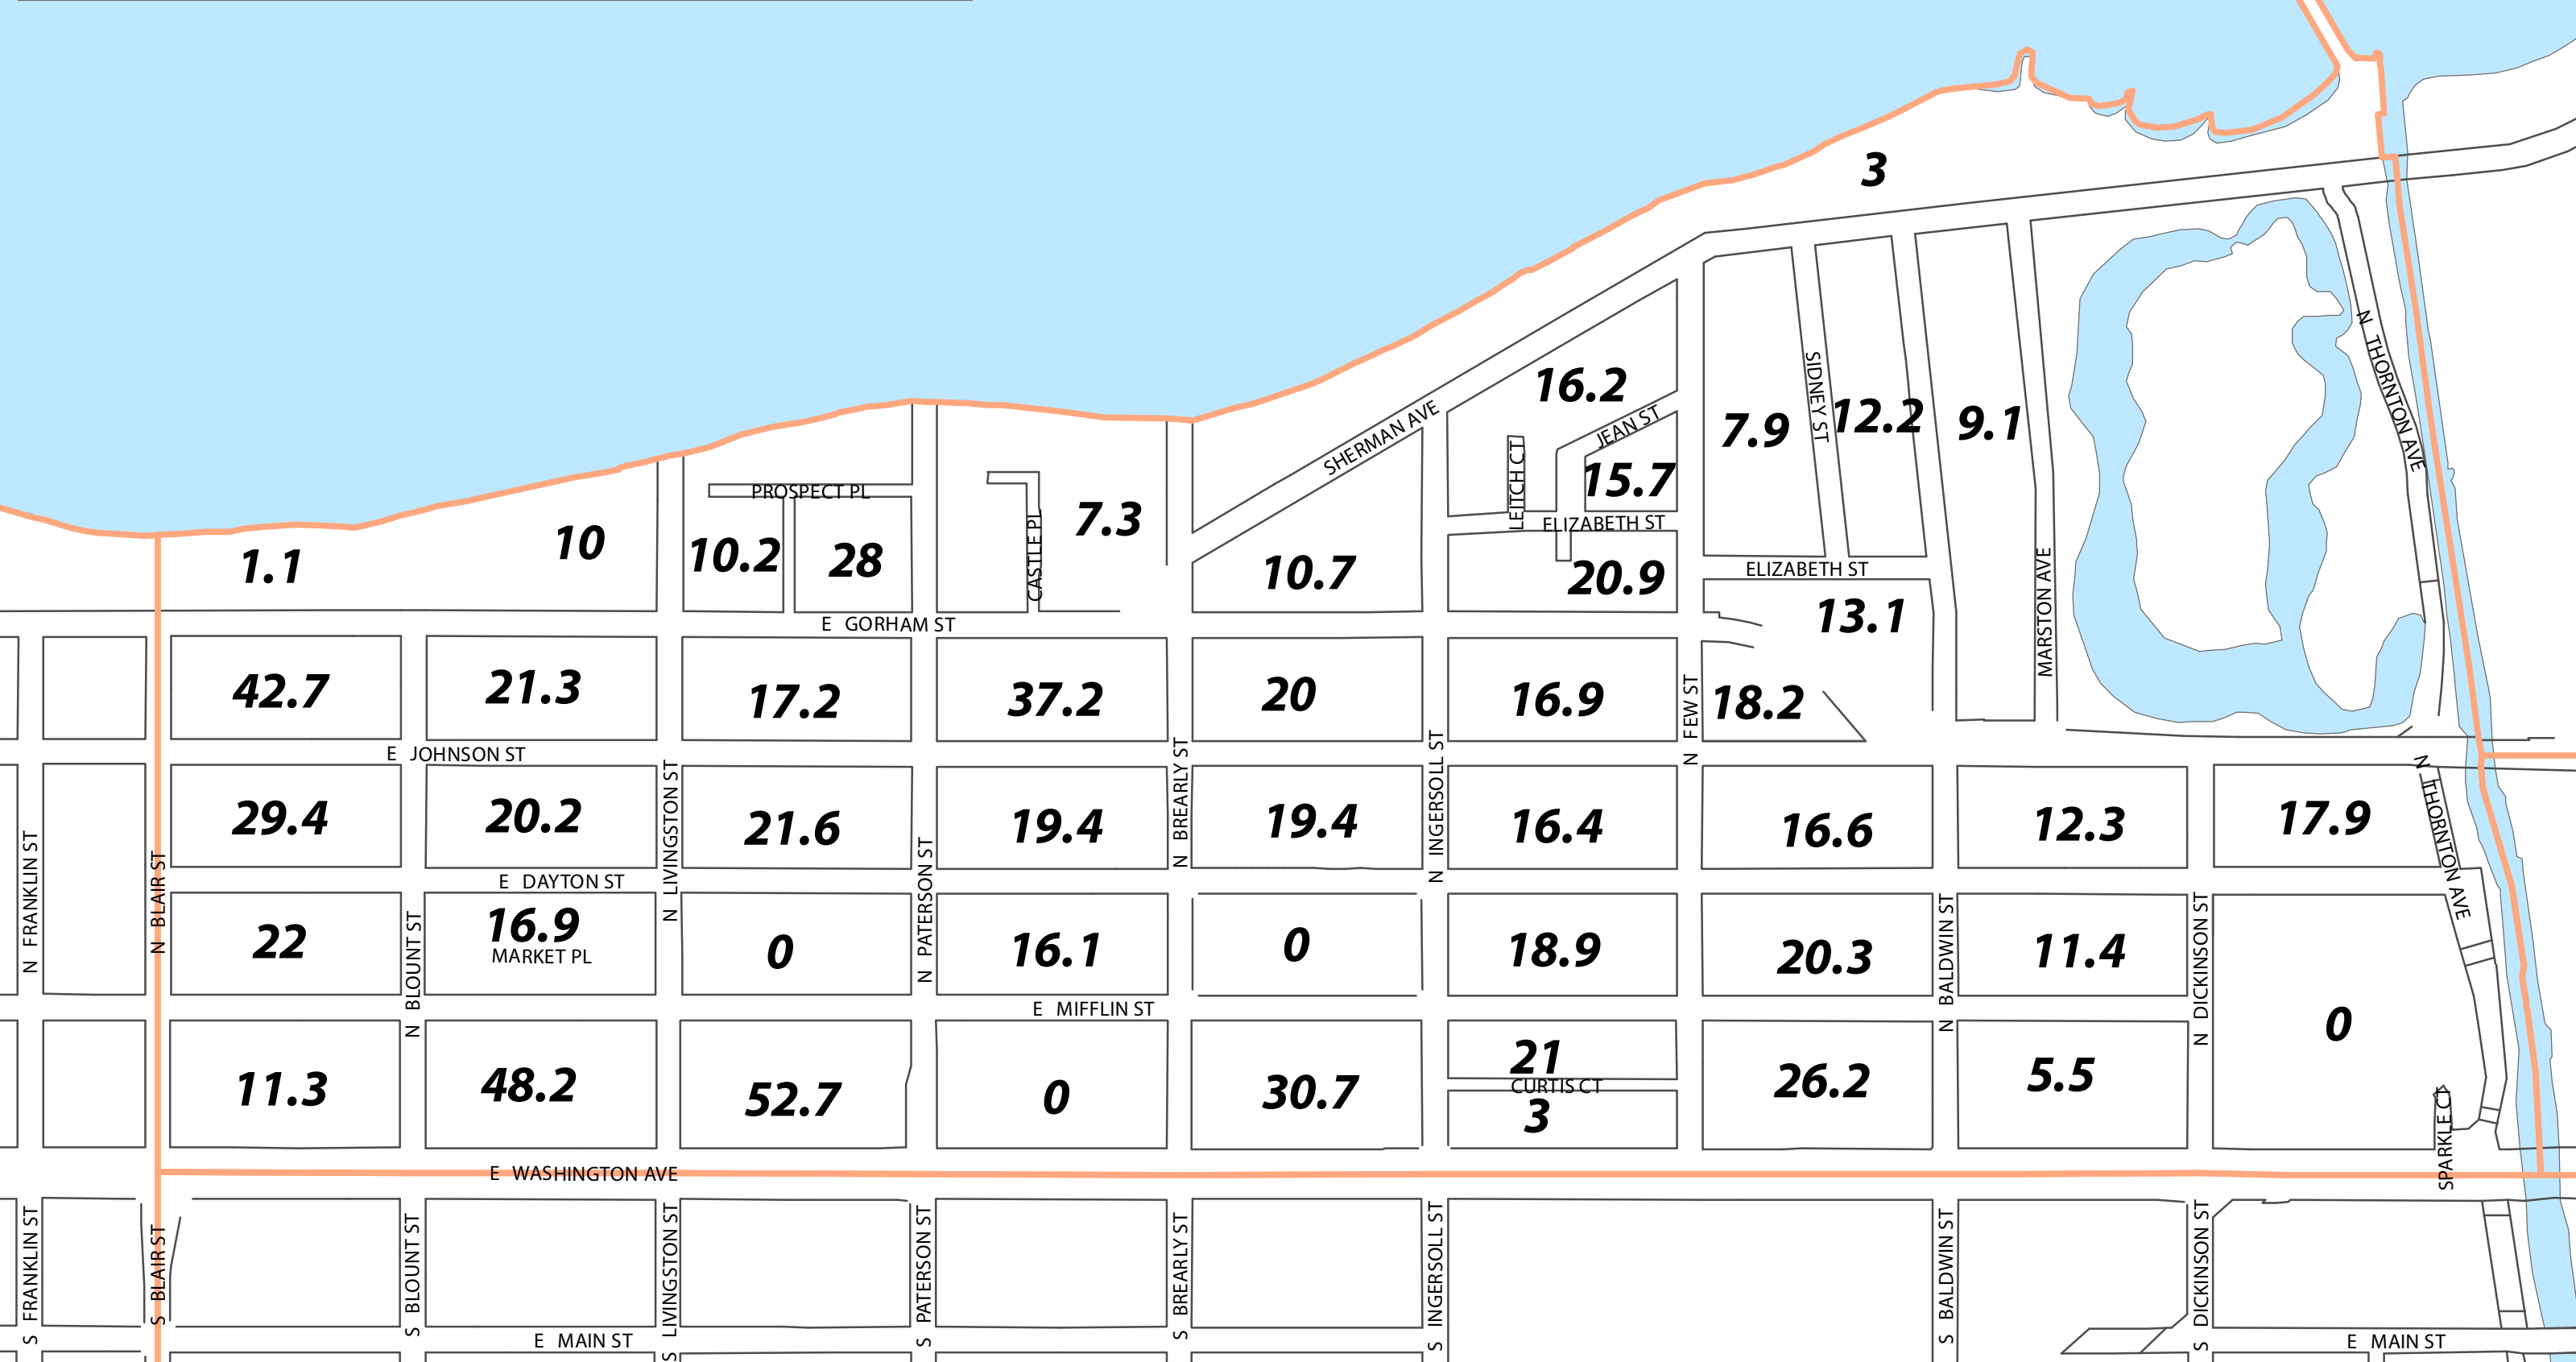 3
16.2
SHERMAN AVE
JEAN ST
LEITCH CT
15.7
ELIZABETH ST
20.9
7.9
SIDNEY ST
12.2
9.1
N THORNTON AVE
MARSTON AVE
ELIZABETH ST
13.1
1.1
10
PROSPECT PL
10.2
28
CASTLE PL
7.3
10.7
E GORHAM ST
42.7
21.3
17.2
37.2
20
16.9
N FEW ST
18.2
E JOHNSON ST
N FRANKLIN ST
N BLAIR ST
29.4
20.2
N LIVINGSTON ST
21.6
N PATERSON ST
19.4
N BREARLY ST
19.4
N INGERSOLL ST
16.4
16.6
12.3
17.9
N THORNTON AVE
E DAYTON ST
22
N BLOUNT ST
16.9
MARKET PL
0
16.1
0
18.9
20.3
N BALDWIN ST
11.4
N DICKINSON ST
0
E MIFFLIN ST
11.3
48.2
52.7
0
30.7
21
CURTIS CT
3
26.2
5.5
SPARKLE CT
E WASHINGTON AVE
S FRANKLIN ST
S BLAIR ST
S BLOUNT ST
S LIVINGSTON ST
S PATERSON ST
S BREARLY ST
S INGERSOLL ST
S BALDWIN ST
S DICKINSON ST
E MAIN ST
E MAIN ST